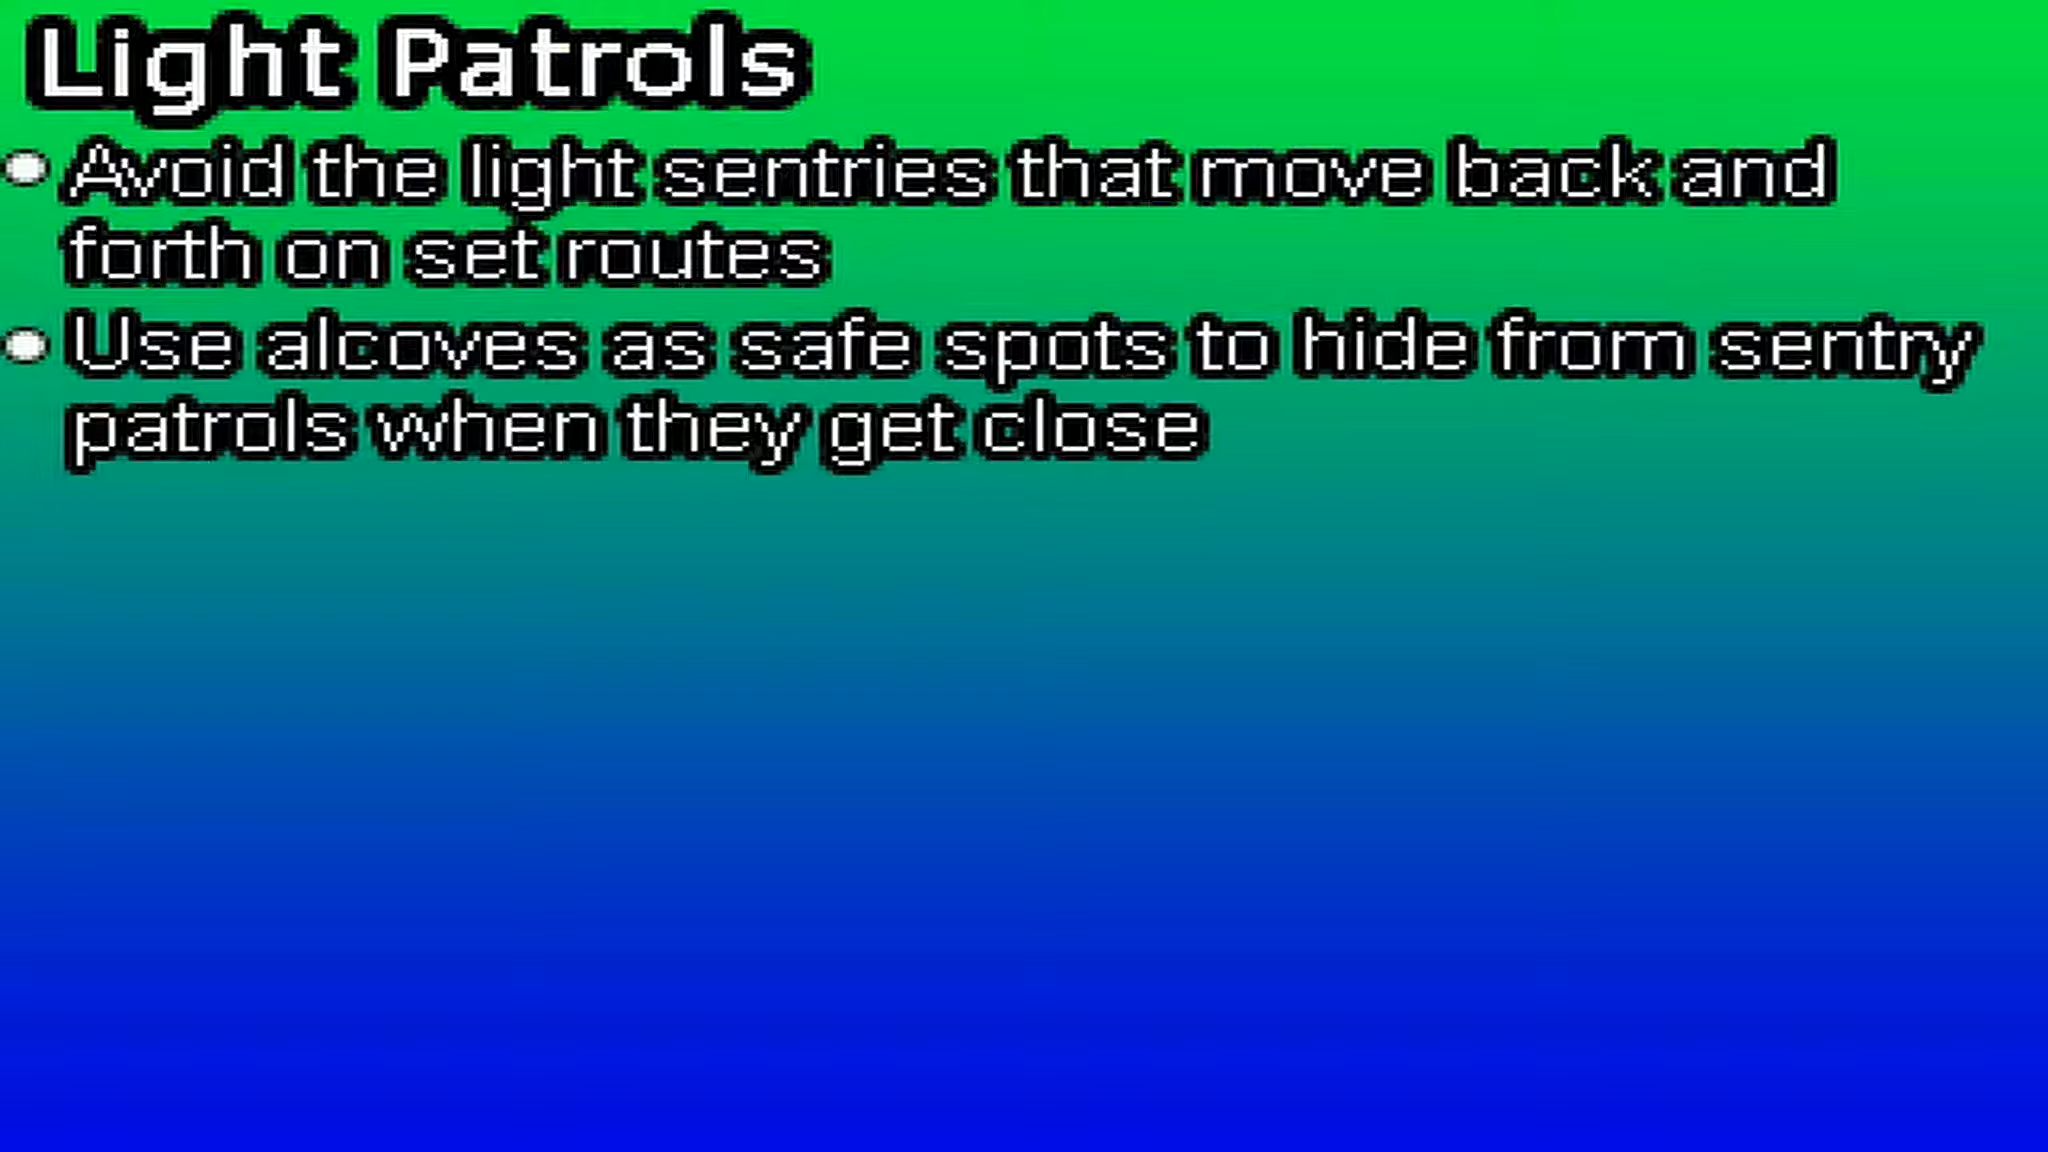 Light Patrols
• Avoid the light sentries that move back and
forth on set routes
• Use alcoves as safe spots to hide from sentry
patrols when they get close